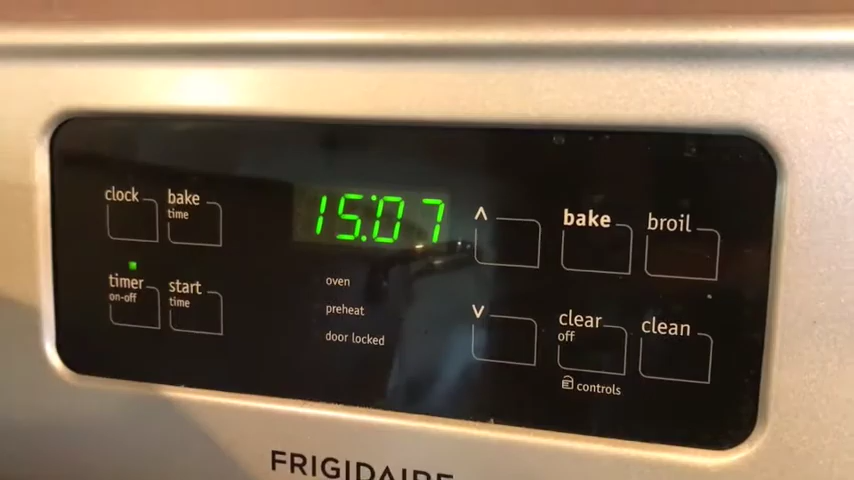 clock
bake
time
15:07
^
bake
broil
timer
on-off
start
time
oven
preheat
door locked
v
clear
off
clean
controls
FRIGIDAIRE